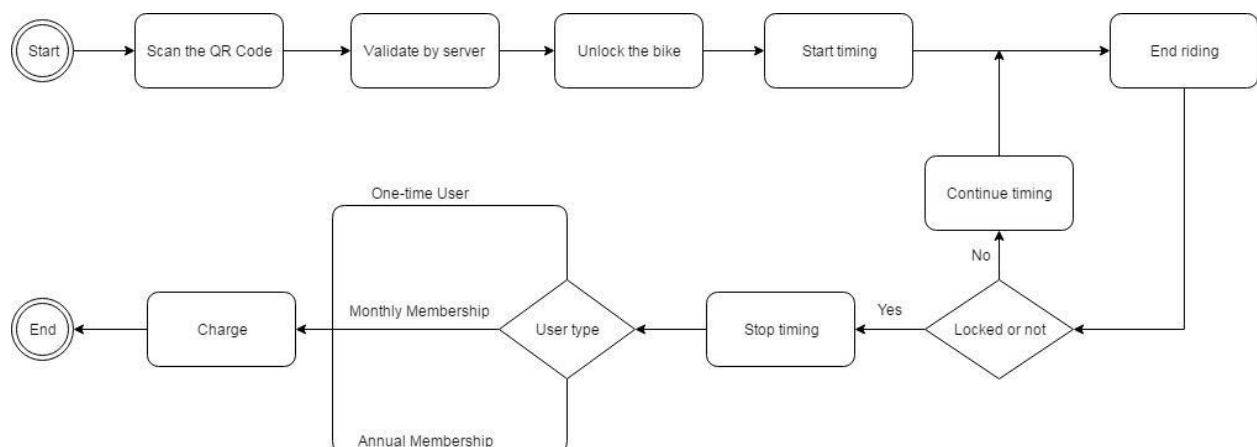 Start
Scan the QR Code
Validate by server
Unlock the bike
Start timing
End riding
Continue timing
One-time User
No
Monthly Membership
Yes
End
Charge
User type
Stop timing
Locked or not
Annual Membership